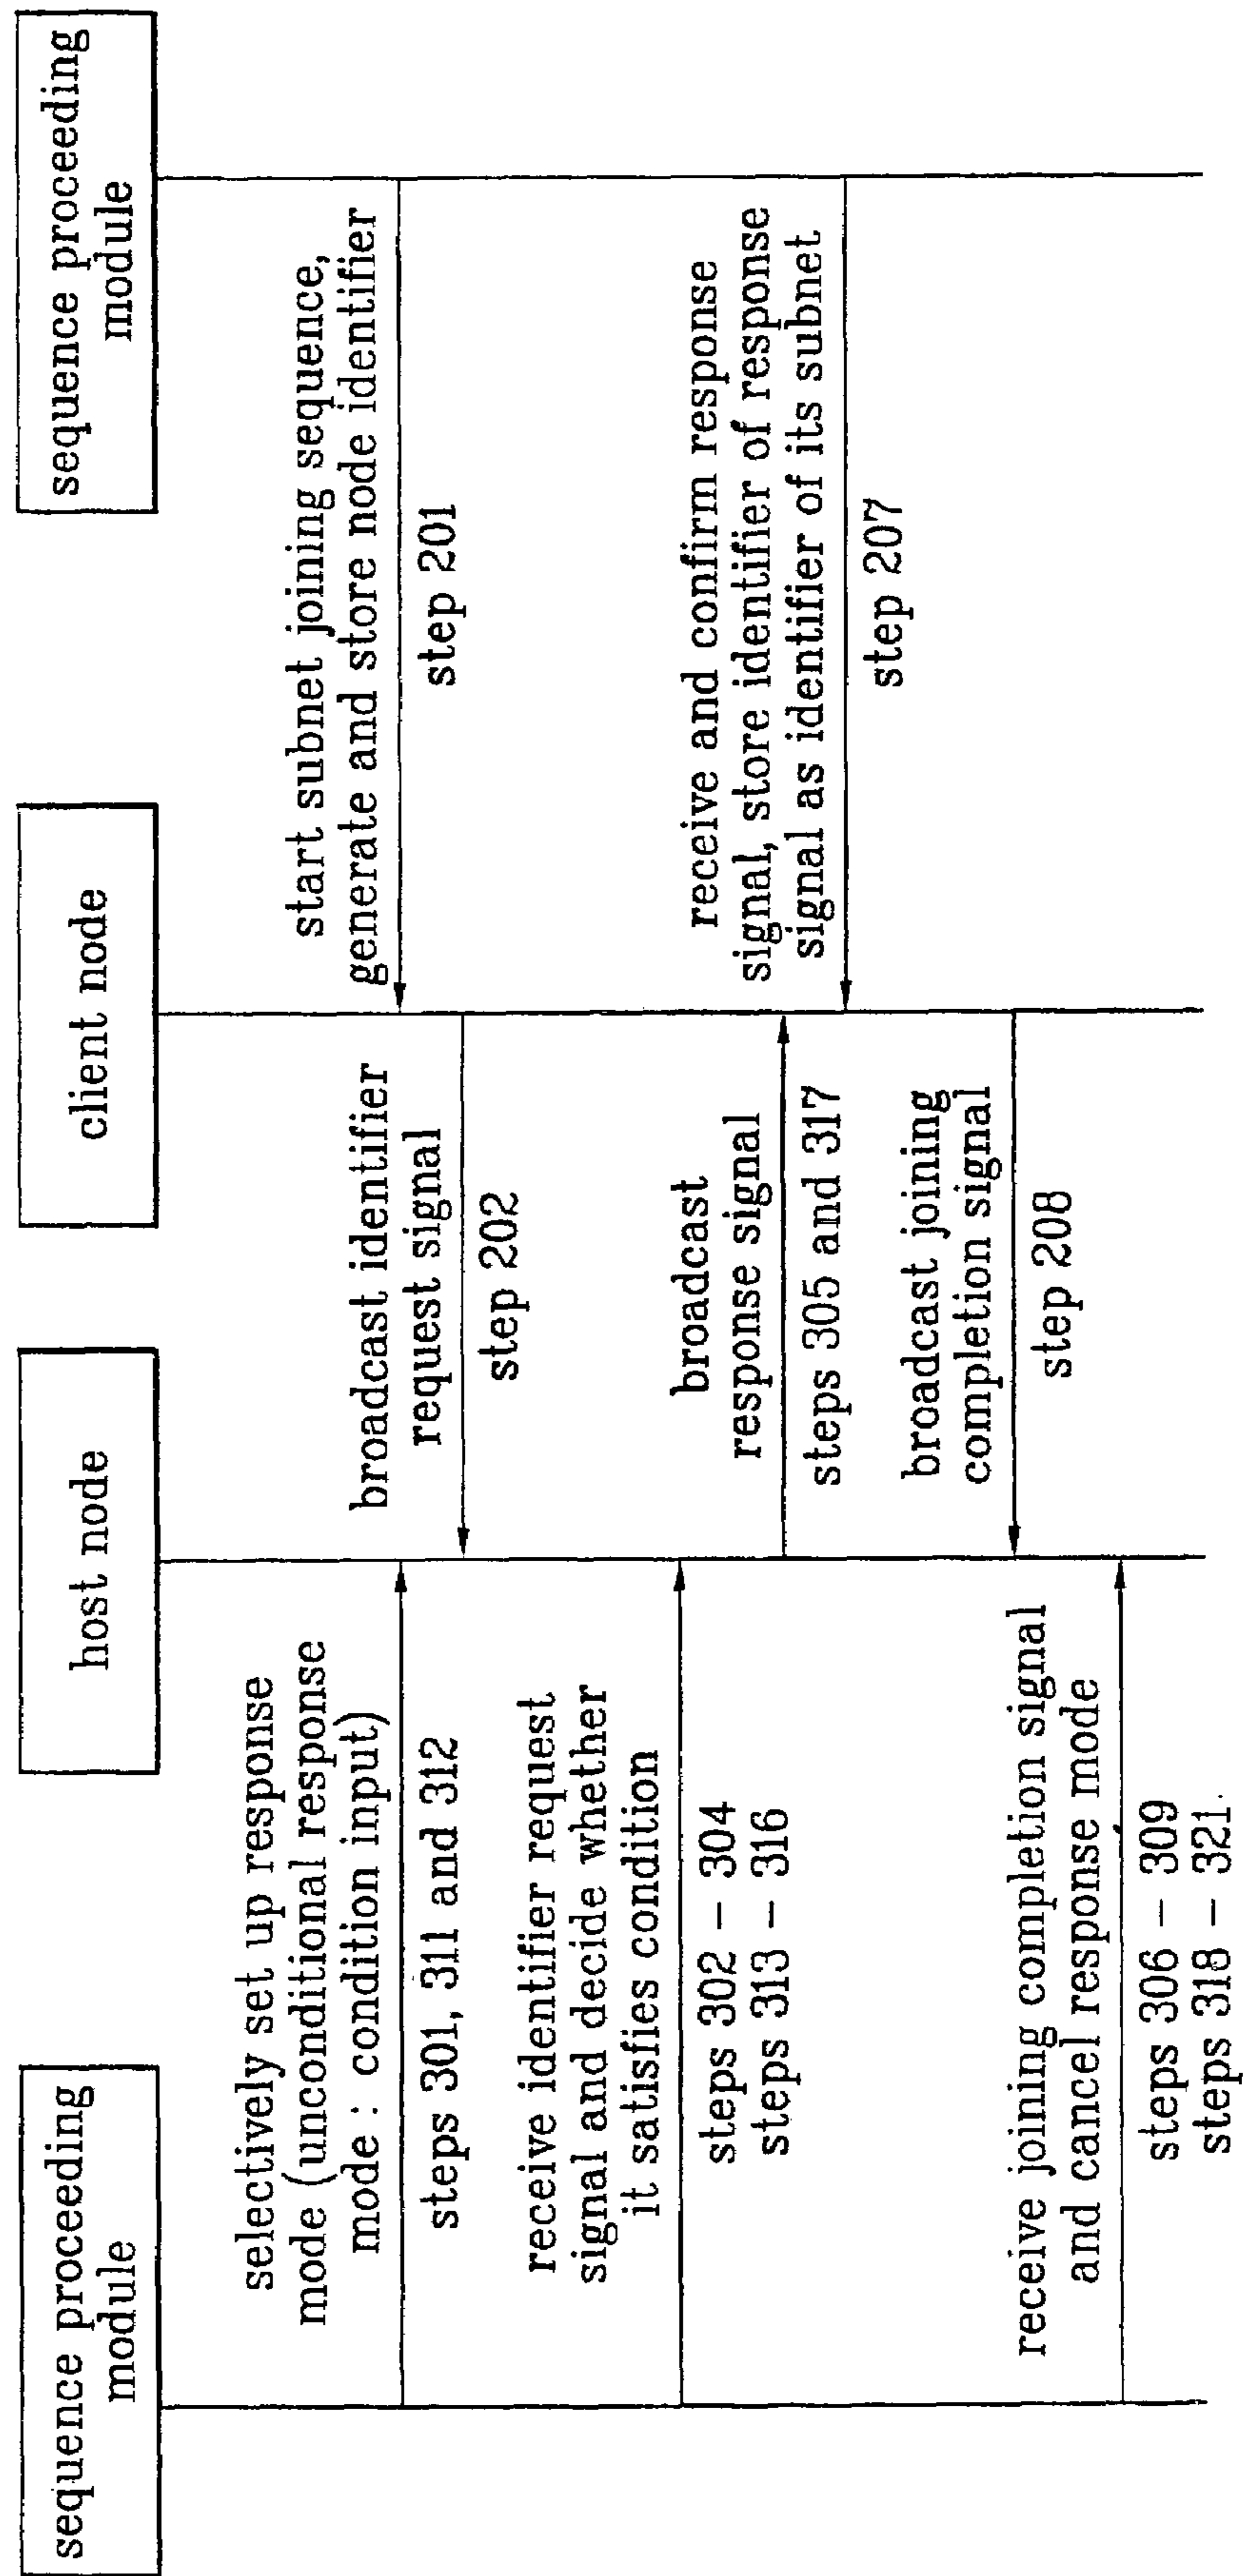 sequence proceeding
module
host node
client node
sequence proceeding
module
selectively set up response
mode (unconditional response
mode : condition input)
steps 301, 311 and 312
start subnet joining sequence,
generate and store node identifier
step 201
broadcast identifier
request signal
step 202
receive identifier request
signal and decide whether
it satisfies condition
steps 302 – 304
steps 313 – 316
broadcast
response signal
steps 305 and 317
receive and confirm response
signal, store identifier of response
signal as identifier of its subnet
step 207
broadcast joining
completion signal
step 208
receive joining completion signal
and cancel response mode
steps 306 – 309
steps 318 – 321